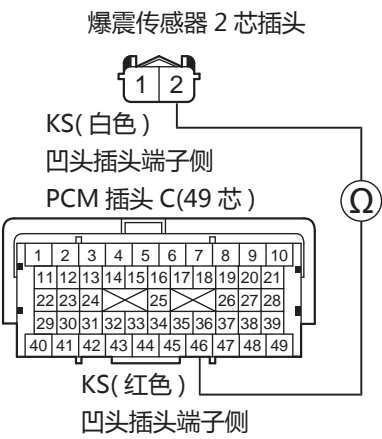 爆震传感器 2 芯插头
1 2
KS( 白色 )
凹头插头端子侧
PCM 插头 C(49 芯 )
Ω
1 2 3 4 5 6 7 8 9 10
11 12 13 14 15 16 17 18 19 20 21
22 23 24 25 26 27 28
29 30 31 32 33 34 35 36 37 38 39
40 41 42 43 44 45 46 47 48 49
KS( 红色 )
凹头插头端子侧